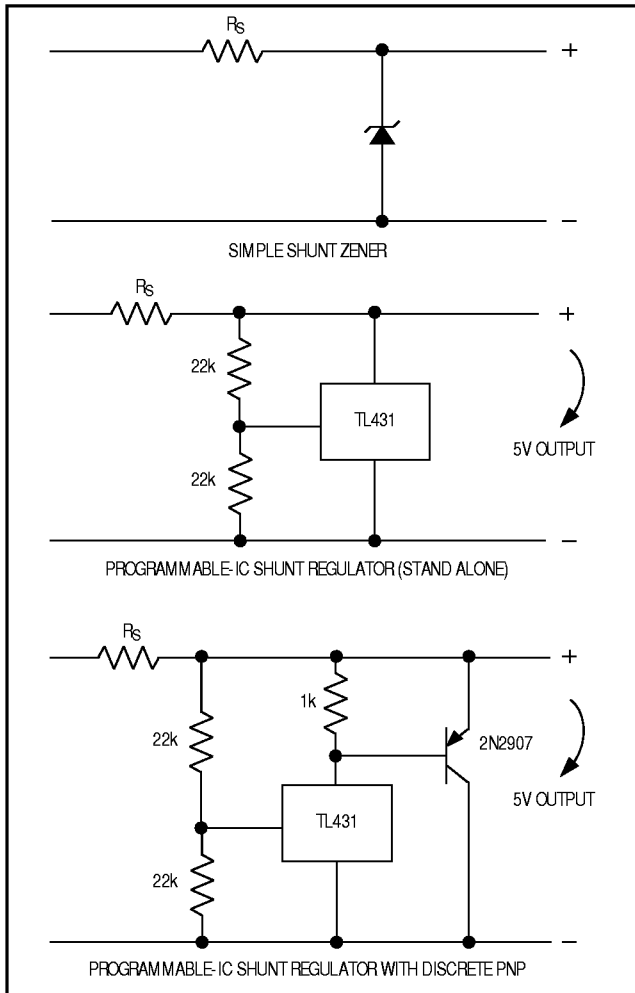 RS
+
−
SIMPLE SHUNT ZENER
RS
+
22k
TL431
5V OUTPUT
22k
−
PROGRAMMABLE-IC SHUNT REGULATOR (STAND ALONE)
RS
+
1k
22k
2N2907
5V OUTPUT
TL431
22k
−
PROGRAMMABLE-IC SHUNT REGULATOR WITH DISCRETE PNP